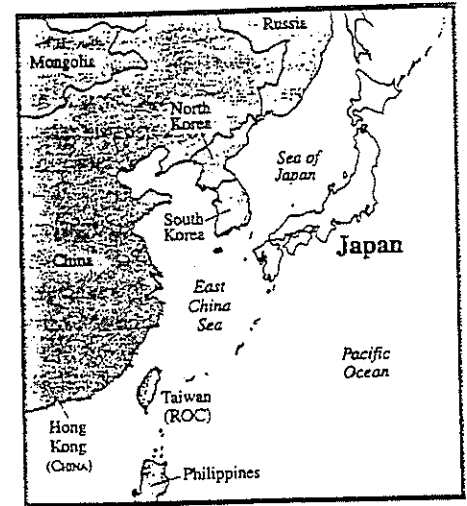 Russia
Mongolia
North
Korea
Sea of
Japan
South
Korea
China
Japan
East
China
Sea
Pacific
Ocean
Taiwan
(ROC)
Hong
Kong
(CHINA)
Philippines